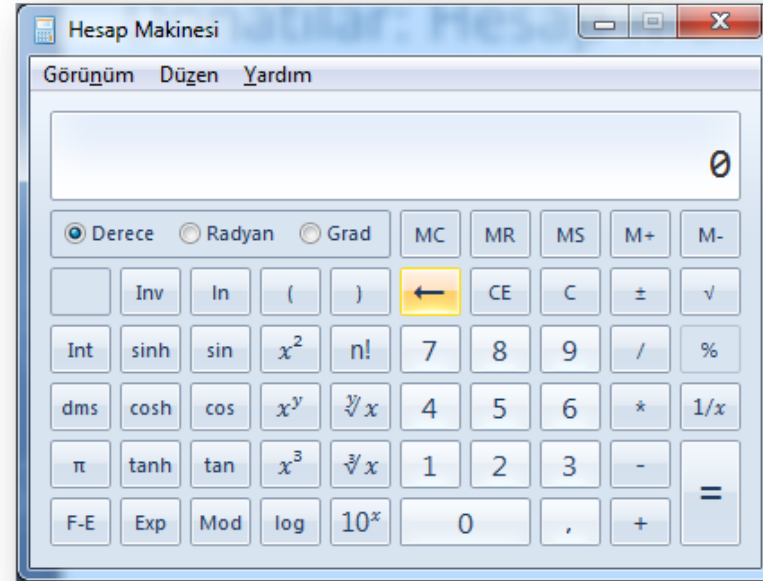 Hesap Makinesi
Görünüm Düzen Yardım
0
Derece Radyan Grad MC MR MS M+ M-
Inv ln ( ) ← CE C ± √
Int sinh sin x² n! 7 8 9 / %
dms cosh cos xʸ ʸ√x 4 5 6 * 1/x
π tanh tan x³ ³√x 1 2 3 - =
F-E Exp Mod log 10ˣ 0 , +